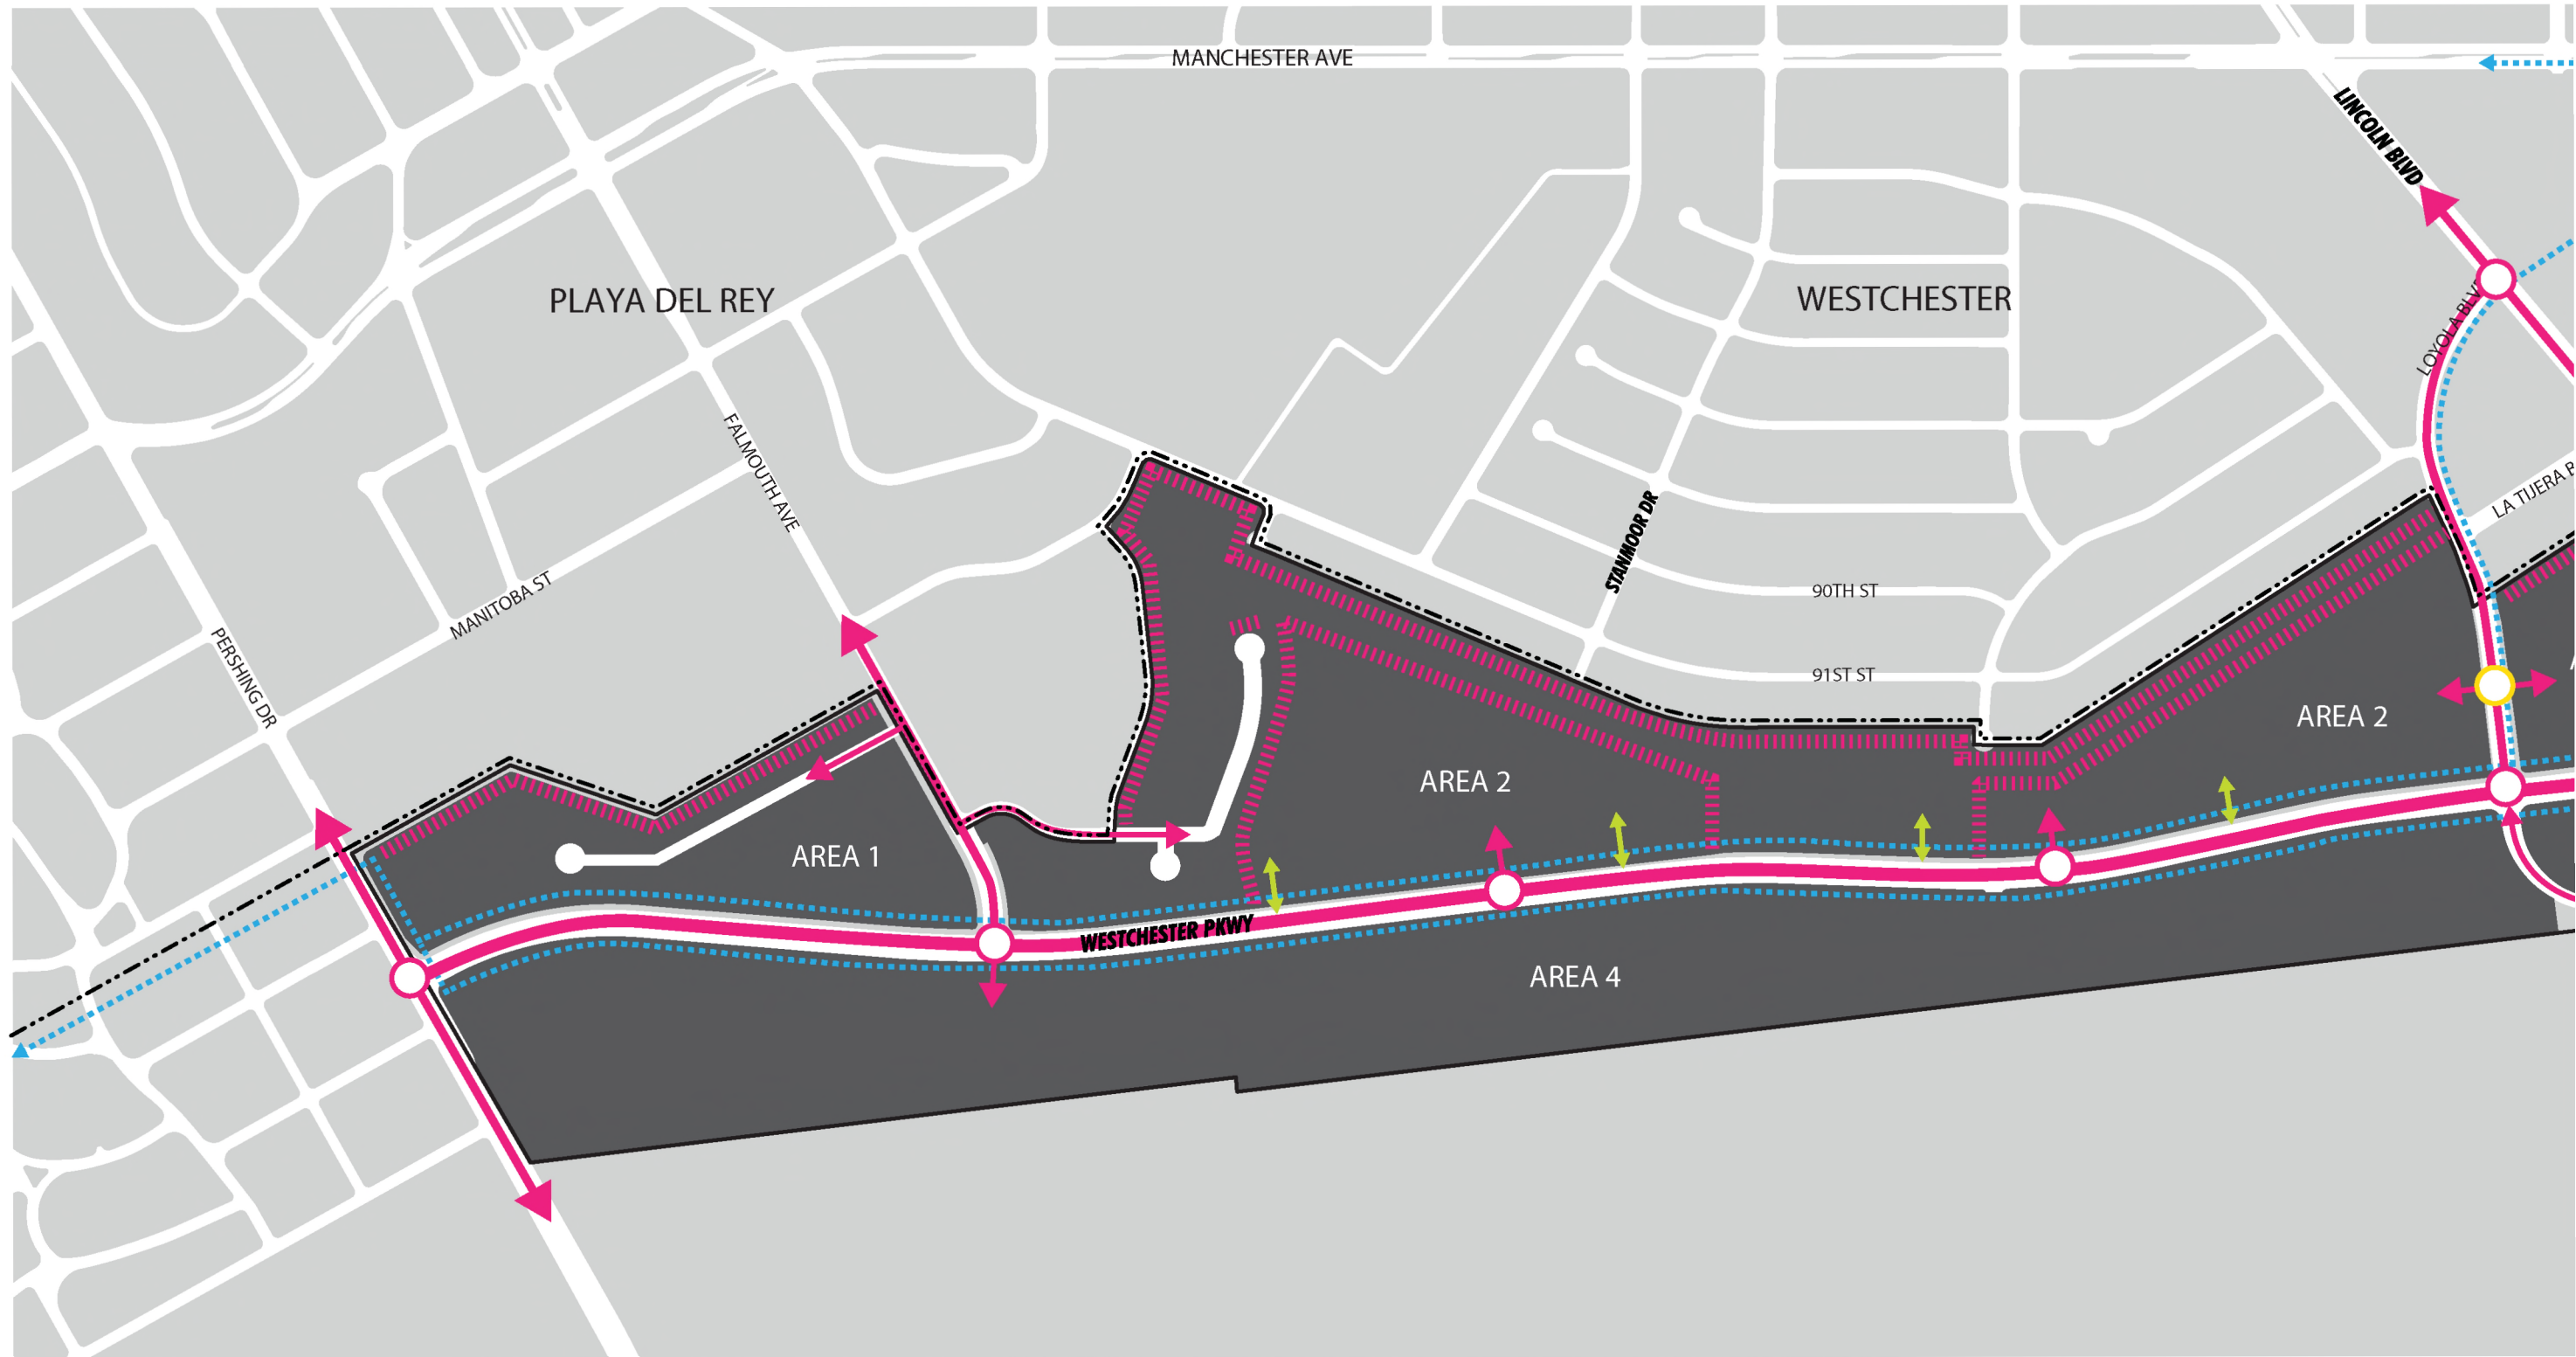 MANCHESTER AVE
LINCOLN BLVD
PLAYA DEL REY
WESTCHESTER
LOYOLA BLV
FALMOUTH AVE
LA TIJERA B
STANMOOR DR
MANITOBA ST
90TH ST
PERSHING DR
91ST ST
AREA 2
AREA 2
AREA 1
WESTCHESTER PKWY
AREA 4